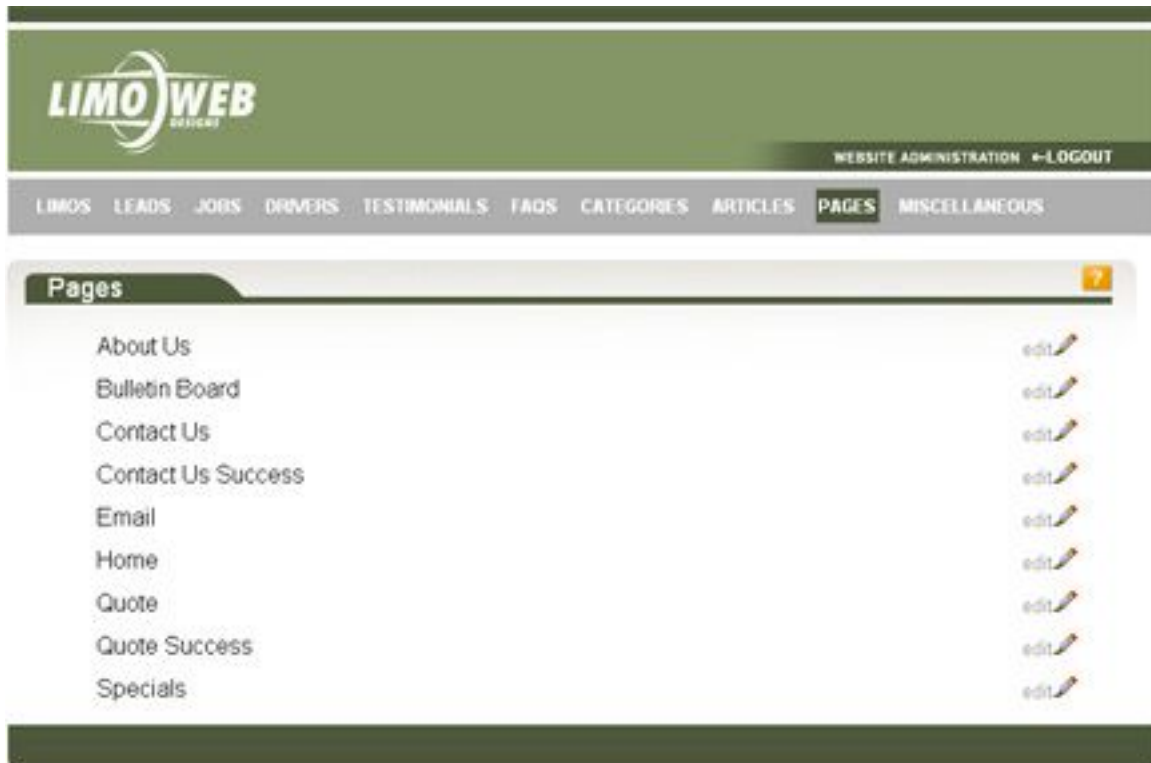 LIMO WEB
DESIGNS
WEBSITE ADMINISTRATION ←LOGOUT
LIMOS LEADS JOBS DRIVERS TESTIMONIALS FAQS CATEGORIES ARTICLES PAGES MISCELLANEOUS
Pages ?
About Us edit
Bulletin Board edit
Contact Us edit
Contact Us Success edit
Email edit
Home edit
Quote edit
Quote Success edit
Specials edit